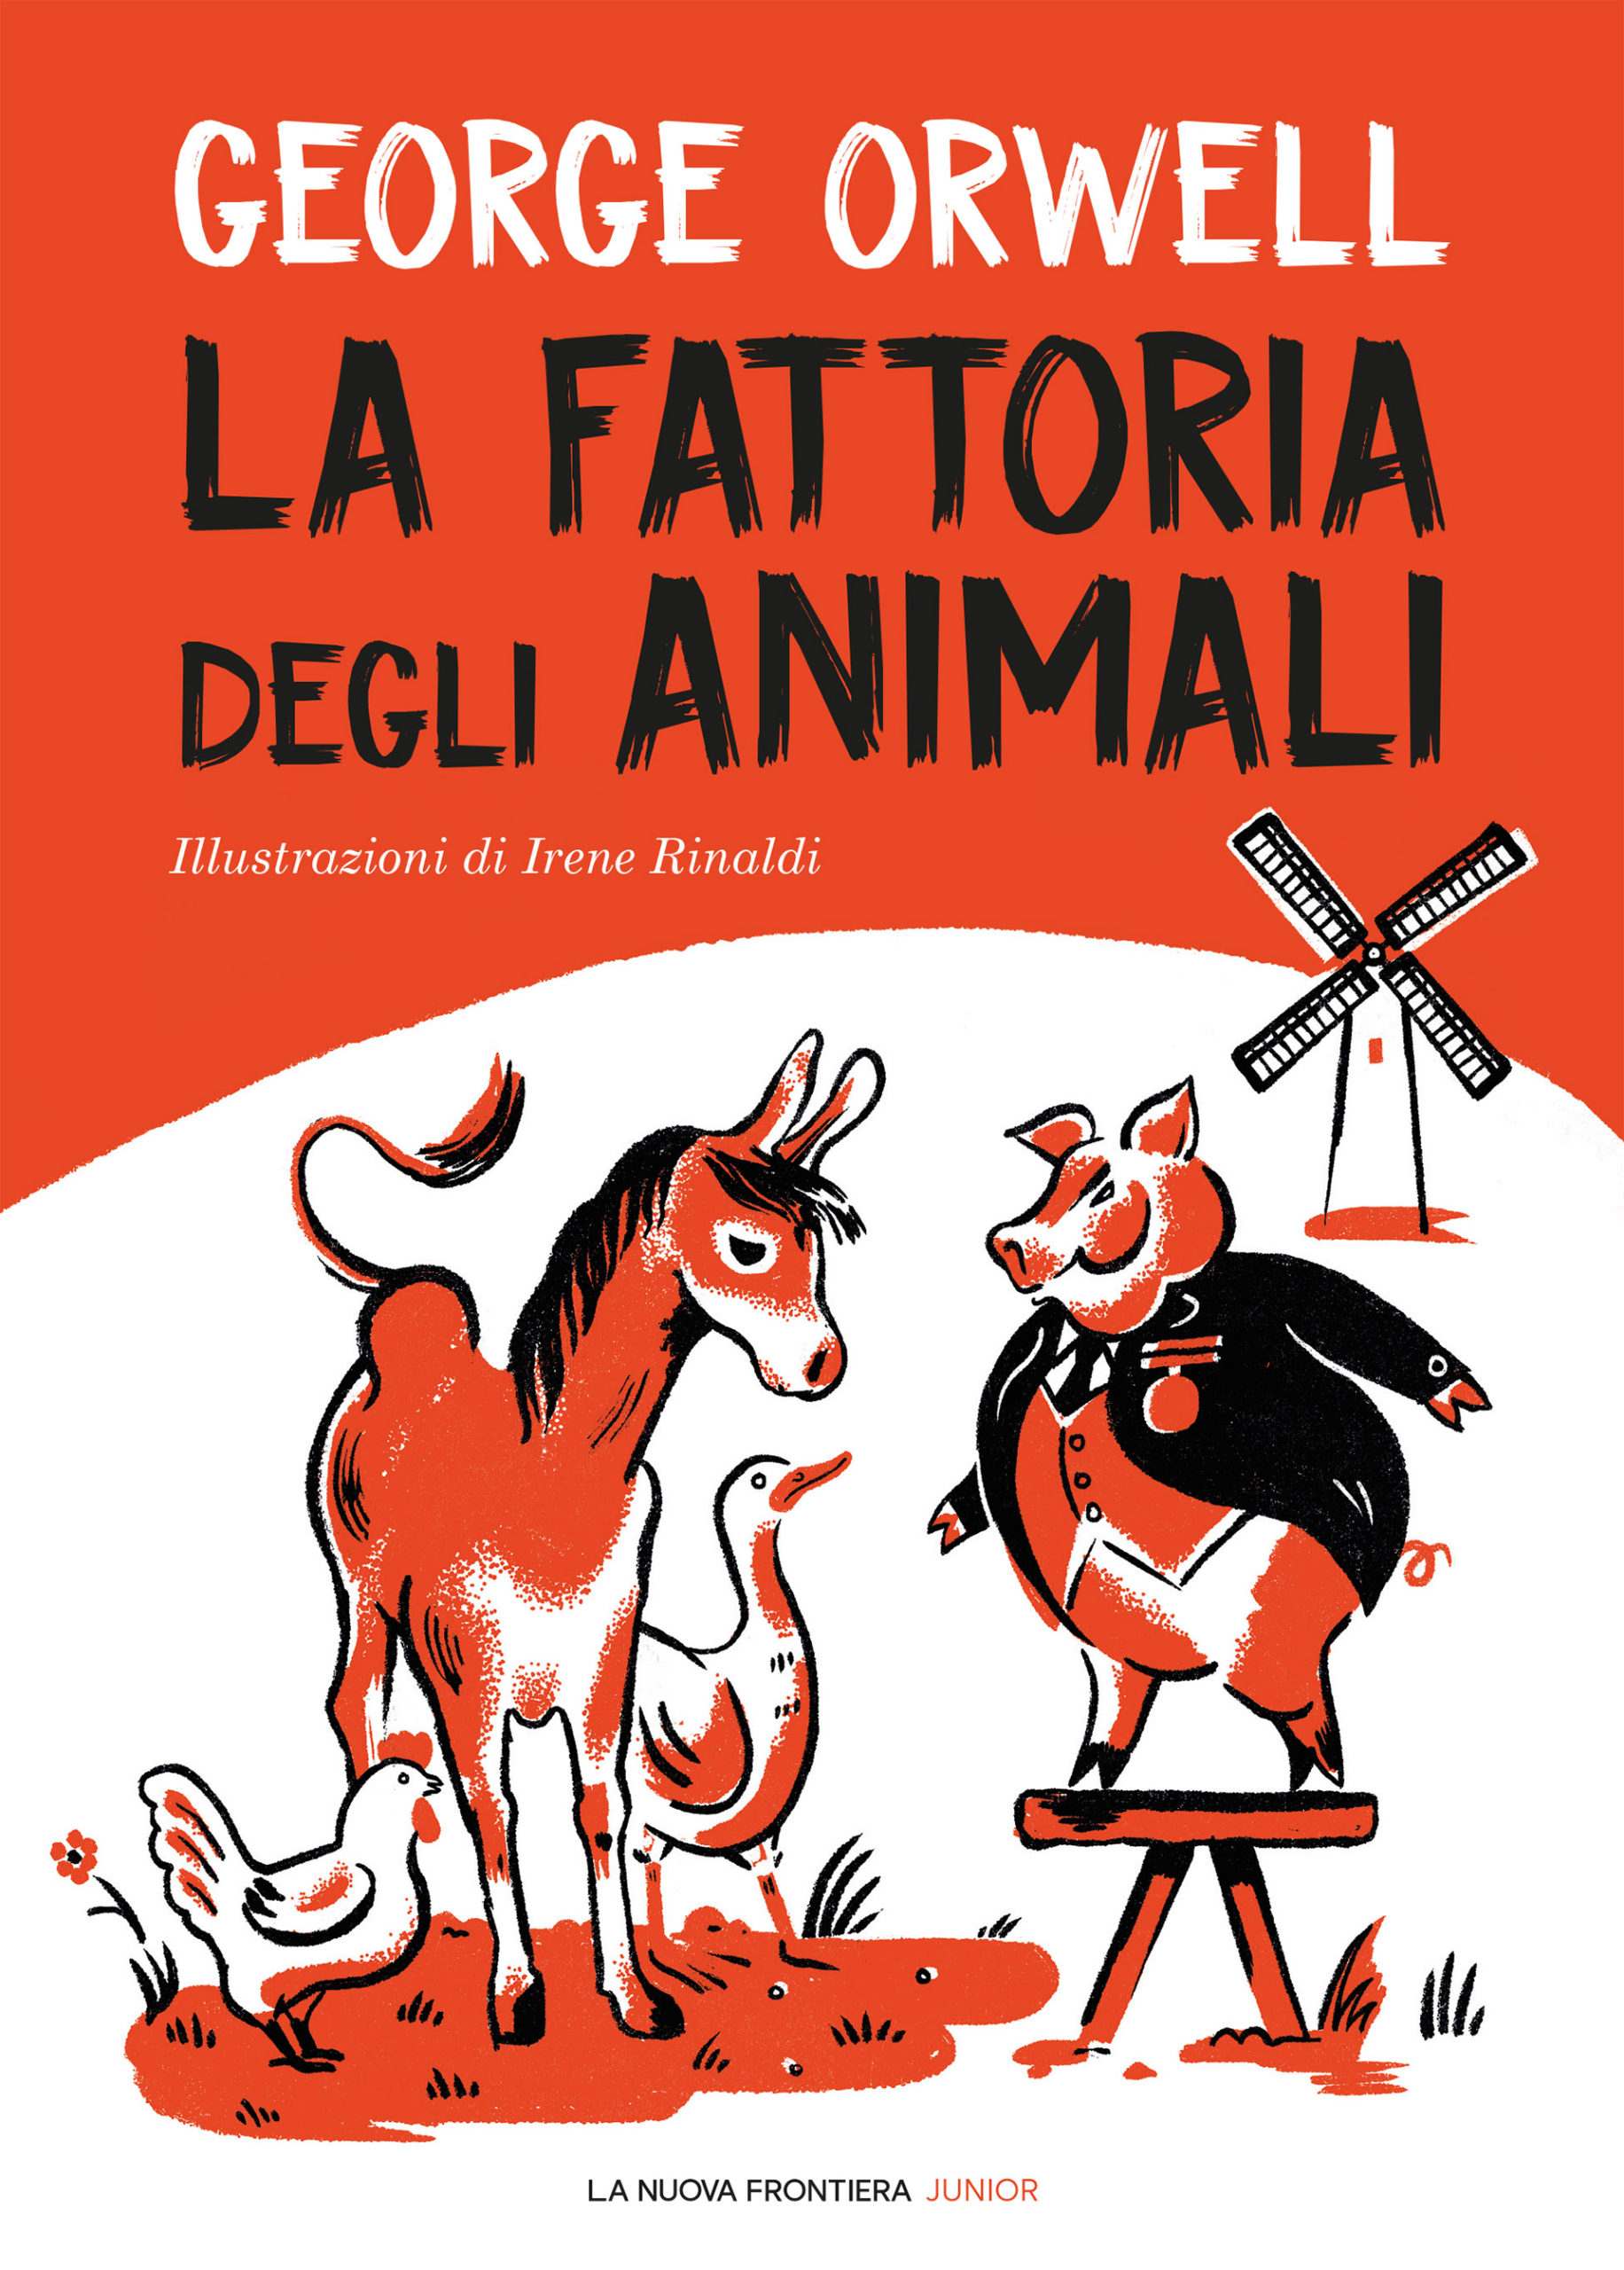 GEORGE ORWELL
LA FATTORIA
DEGLI ANIMALI
Illustrazioni di Irene Rinaldi
LA NUOVA FRONTIERA JUNIOR